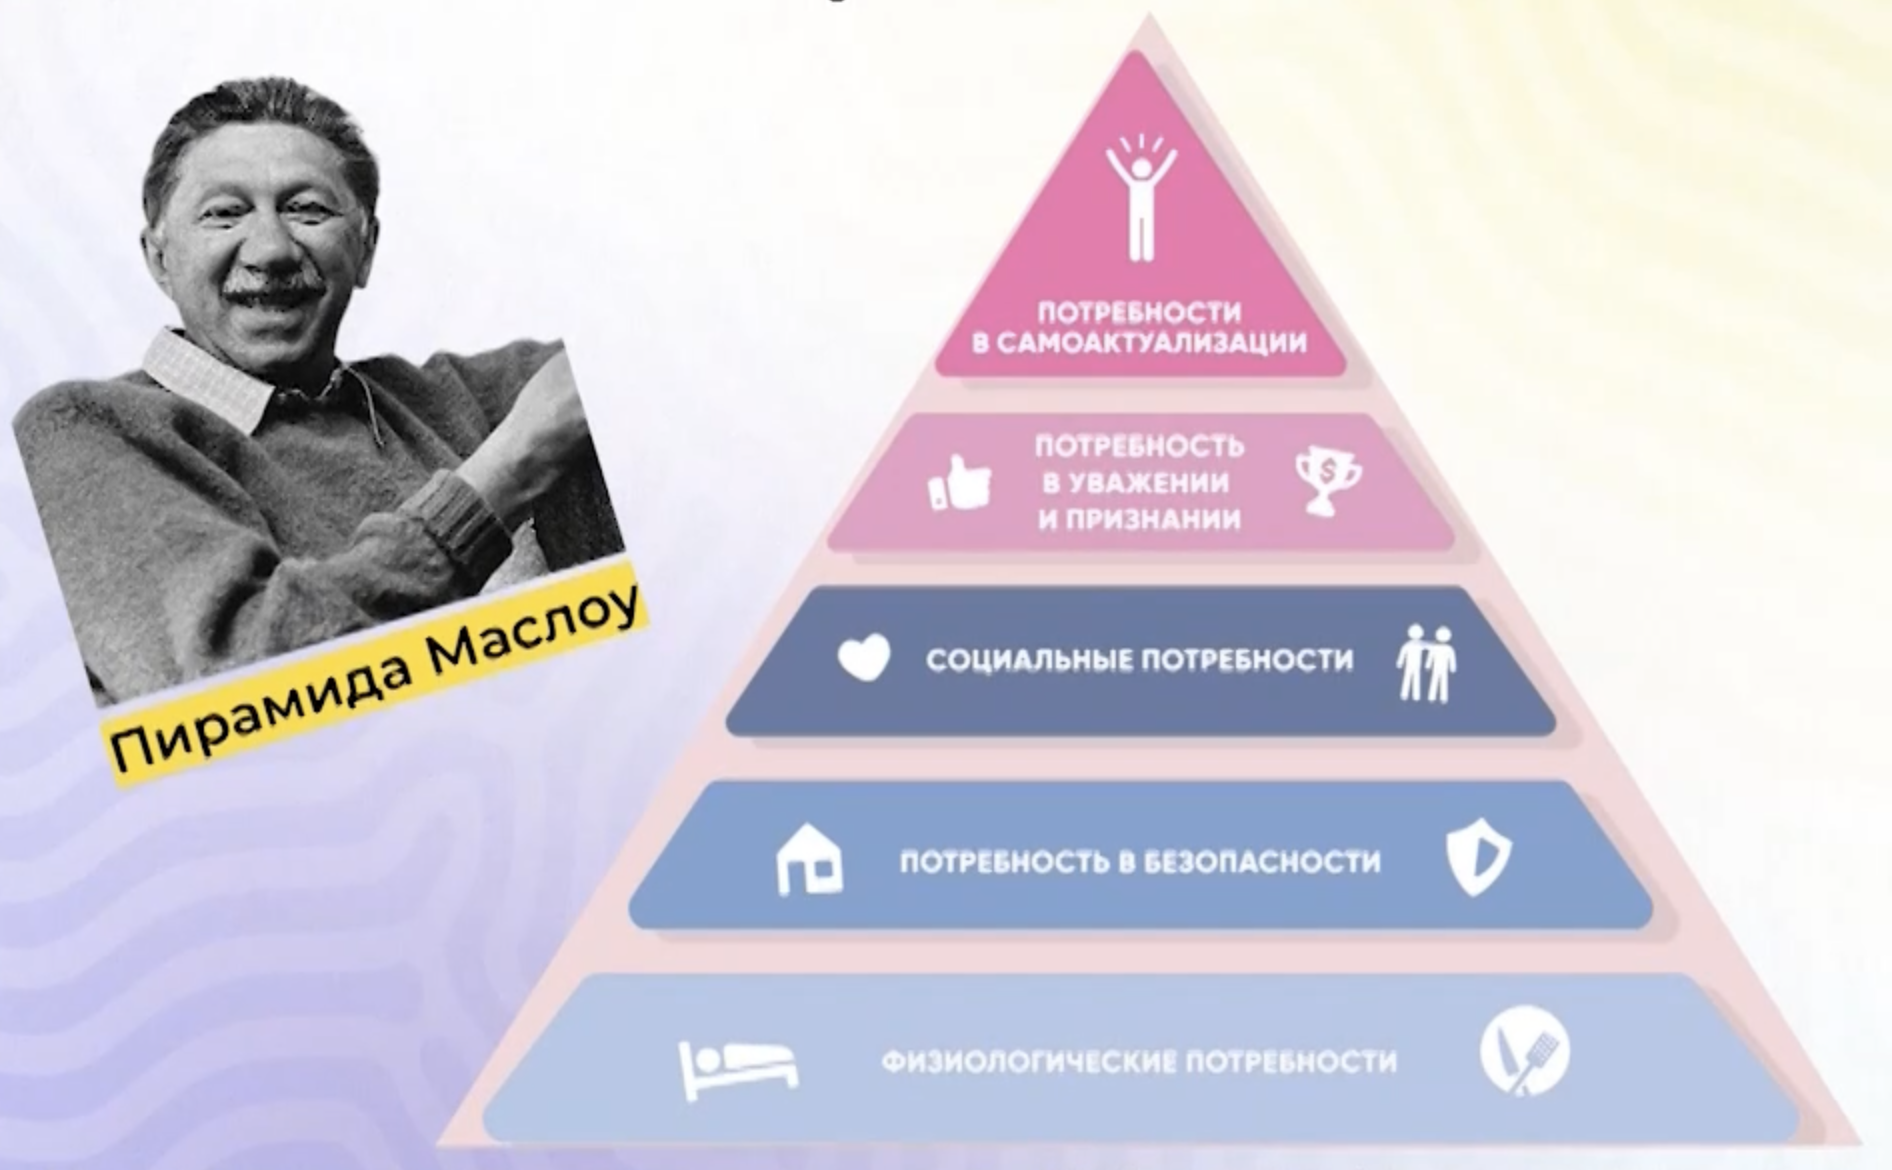 Пирамида Маслоу
ПОТРЕБНОСТИ
В САМОАКТУАЛИЗАЦИИ
ПОТРЕБНОСТЬ
В УВАЖЕНИИ
И ПРИЗНАНИИ
$
СОЦИАЛЬНЫЕ ПОТРЕБНОСТИ
ПОТРЕБНОСТЬ В БЕЗОПАСНОСТИ
ФИЗИОЛОГИЧЕСКИЕ ПОТРЕБНОСТИ